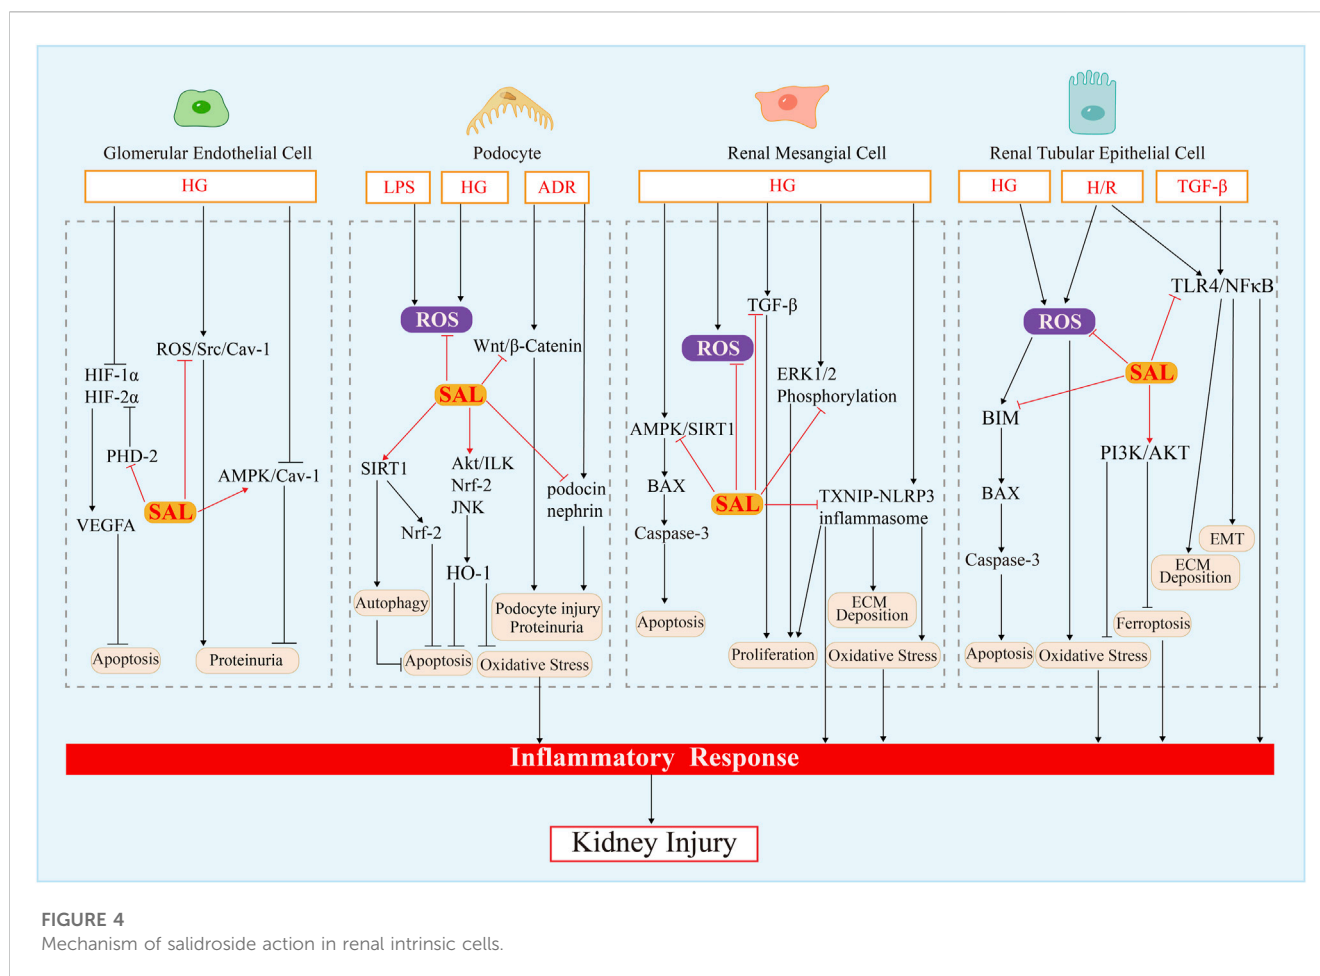 Glomerular Endothelial Cell
HG
HIF-1α
HIF-2α
PHD-2
VEGFA
ROS/Src/Cav-1
AMPK/Cav-1
SAL
Apoptosis
Proteinuria
Podocyte
LPS
HG
ADR
ROS
Wnt/β-Catenin
SAL
SIRT1
Akt/ILK
Nrf-2
JNK
podocin
nephrin
Nrf-2
HO-1
Autophagy
Podocyte injury
Proteinuria
Apoptosis
Oxidative Stress
Renal Mesangial Cell
HG
TGF-β
ROS
ERK1/2
Phosphorylation
AMPK/SIRT1
BAX
SAL
TXNIP-NLRP3
inflammasome
Caspase-3
ECM
Deposition
Apoptosis
Proliferation
Oxidative Stress
Renal Tubular Epithelial Cell
HG
H/R
TGF-β
TLR4/NFκB
ROS
SAL
BIM
PI3K/AKT
BAX
EMT
Caspase-3
ECM
Deposition
Ferroptosis
Apoptosis
Oxidative Stress
Inflammatory Response
Kidney Injury
FIGURE 4
Mechanism of salidroside action in renal intrinsic cells.